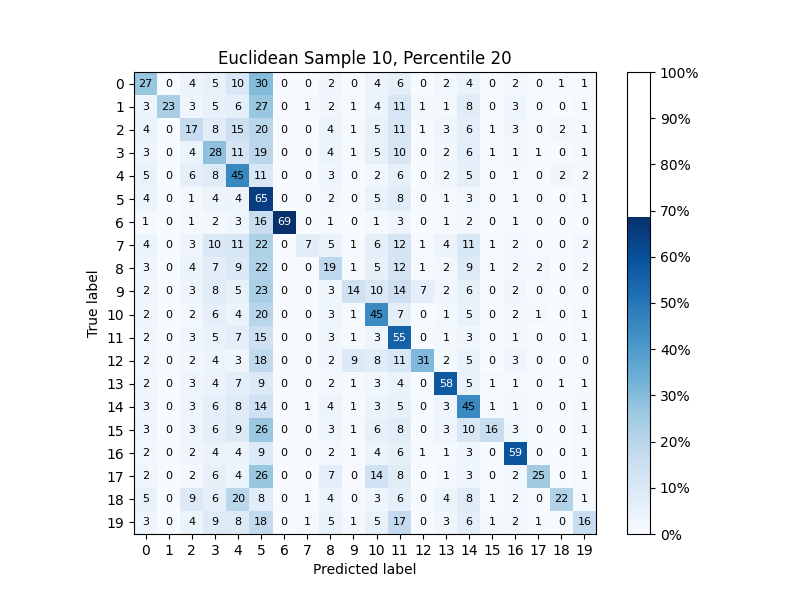 Euclidean Sample 10, Percentile 20
0 27 0 4 5 10 30 0 0 2 0 4 6 0 2 4 0 2 0 1 1
1 3 23 3 5 6 27 0 1 2 1 4 11 1 1 8 0 3 0 0 1
2 4 0 17 8 15 20 0 0 4 1 5 11 1 3 6 1 3 0 2 1
3 3 0 4 28 11 19 0 0 4 1 5 10 0 2 6 1 1 1 0 1
4 5 0 6 8 45 11 0 0 3 0 2 6 0 2 5 0 1 0 2 2
5 4 0 1 4 4 65 0 0 2 0 5 8 0 1 3 0 1 0 0 1
6 1 0 1 2 3 16 69 0 1 0 1 3 0 1 2 0 1 0 0 0
7 4 0 3 10 11 22 0 7 5 1 6 12 1 4 11 1 2 0 0 2
8 3 0 4 7 9 22 0 0 19 1 5 12 1 2 9 1 2 2 0 2
9 2 0 3 8 5 23 0 0 3 14 10 14 7 2 6 0 2 0 0 0
10 2 0 2 6 4 20 0 0 3 1 45 7 0 1 5 0 2 1 0 1
11 2 0 3 5 7 15 0 0 3 1 3 55 0 1 3 0 1 0 0 1
12 2 0 2 4 3 18 0 0 2 9 8 11 31 2 5 0 3 0 0 0
13 2 0 3 4 7 9 0 0 2 1 3 4 0 58 5 1 1 0 1 1
14 3 0 3 6 8 14 0 1 4 1 3 5 0 3 45 1 1 0 0 1
15 3 0 3 6 9 26 0 0 3 1 6 8 0 3 10 16 3 0 0 1
16 2 0 2 4 4 9 0 0 2 1 4 6 1 1 3 0 59 0 0 1
17 2 0 2 6 4 26 0 0 7 0 14 8 0 1 3 0 2 25 0 1
18 5 0 9 6 20 8 0 1 4 0 3 6 0 4 8 1 2 0 22 1
19 3 0 4 9 8 18 0 1 5 1 5 17 0 3 6 1 2 1 0 16
0 1 2 3 4 5 6 7 8 9 10 11 12 13 14 15 16 17 18 19
Predicted label
True label
100%
90%
80%
70%
60%
50%
40%
30%
20%
10%
0%